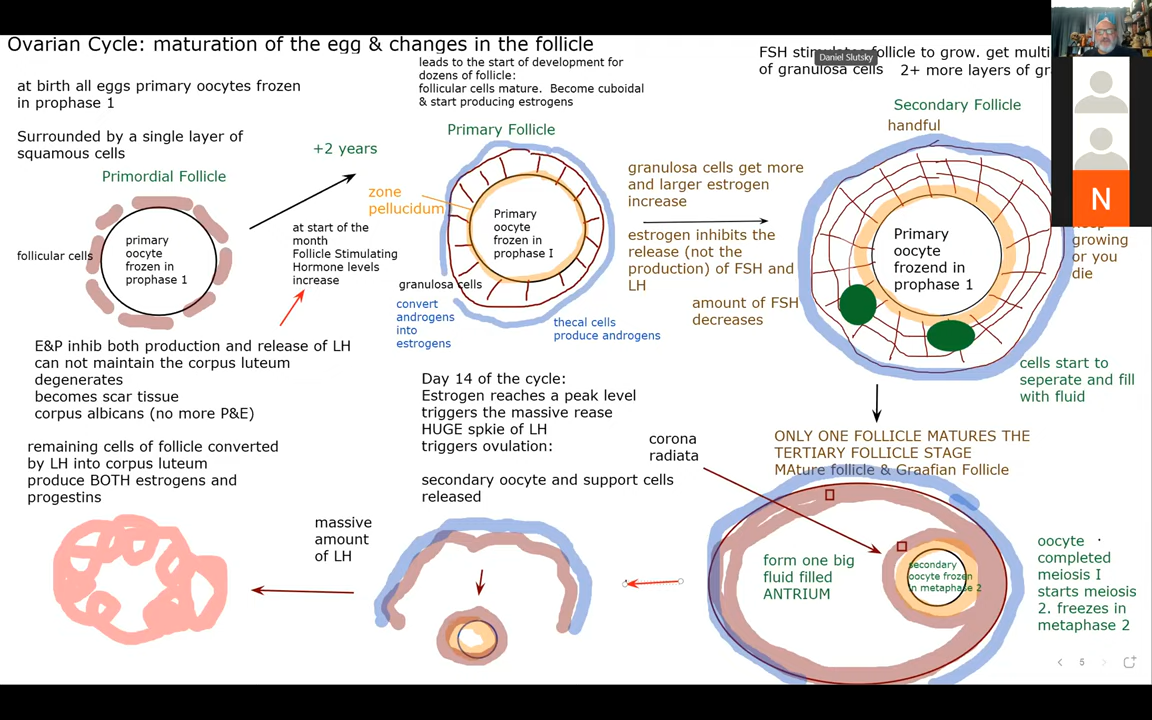 Ovarian Cycle: maturation of the egg & changes in the follicle
at birth all eggs primary oocytes frozen
in prophase 1
Surrounded by a single layer of
squamous cells
Primordial Follicle
follicular cells
primary
oocyte
frozen in
prophase 1
+2 years
at start of the
month
Follicle Stimulating
Hormone levels
increase
leads to the start of development for
dozens of follicle:
follicular cells mature. Become cuboidal
& start producing estrogens
Primary Follicle
zone
pellucidum
Primary
oocyte
frozen in
prophase I
granulosa cells
convert
androgens
into
estrogens
thecal cells
produce androgens
granulosa cells get more
and larger estrogen
increase
estrogen inhibits the
release (not the
production) of FSH and
LH
amount of FSH
decreases
FSH stimulates follicle to grow. get multi
of granulosa cells 2+ more layers of gr
Daniel Slutsky
N
Secondary Follicle
handful
Primary
oocyte
frozend in
prophase 1
growing
or you
die
cells start to
seperate and fill
with fluid
ONLY ONE FOLLICLE MATURES THE
TERTIARY FOLLICLE STAGE
MAture follicle & Graafian Follicle
corona
radiata
form one big
fluid filled
ANTRIUM
secondary
oocyte frozen
in metaphase 2
oocyte
completed
meiosis I
starts meiosis
2. freezes in
metaphase 2
Day 14 of the cycle:
Estrogen reaches a peak level
triggers the massive rease
HUGE spkie of LH
triggers ovulation:
secondary oocyte and support cells
released
massive
amount
of LH
E&P inhib both production and release of LH
can not maintain the corpus luteum
degenerates
becomes scar tissue
corpus albicans (no more P&E)
remaining cells of follicle converted
by LH into corpus luteum
produce BOTH estrogens and
progestins
5